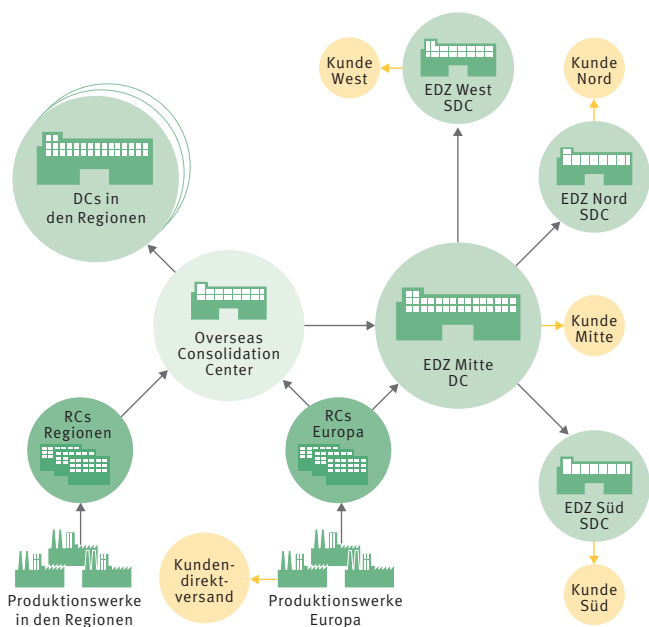 Kunde
West
EDZ West
SDC
Kunde
Nord
DCs in
den Regionen
EDZ Nord
SDC
Overseas
Consolidation
Center
EDZ Mitte
DC
Kunde
Mitte
RCs
Regionen
RCs
Europa
EDZ Süd
SDC
Kunden-
direkt-
versand
Produktionswerke
in den Regionen
Produktionswerke
Europa
Kunde
Süd